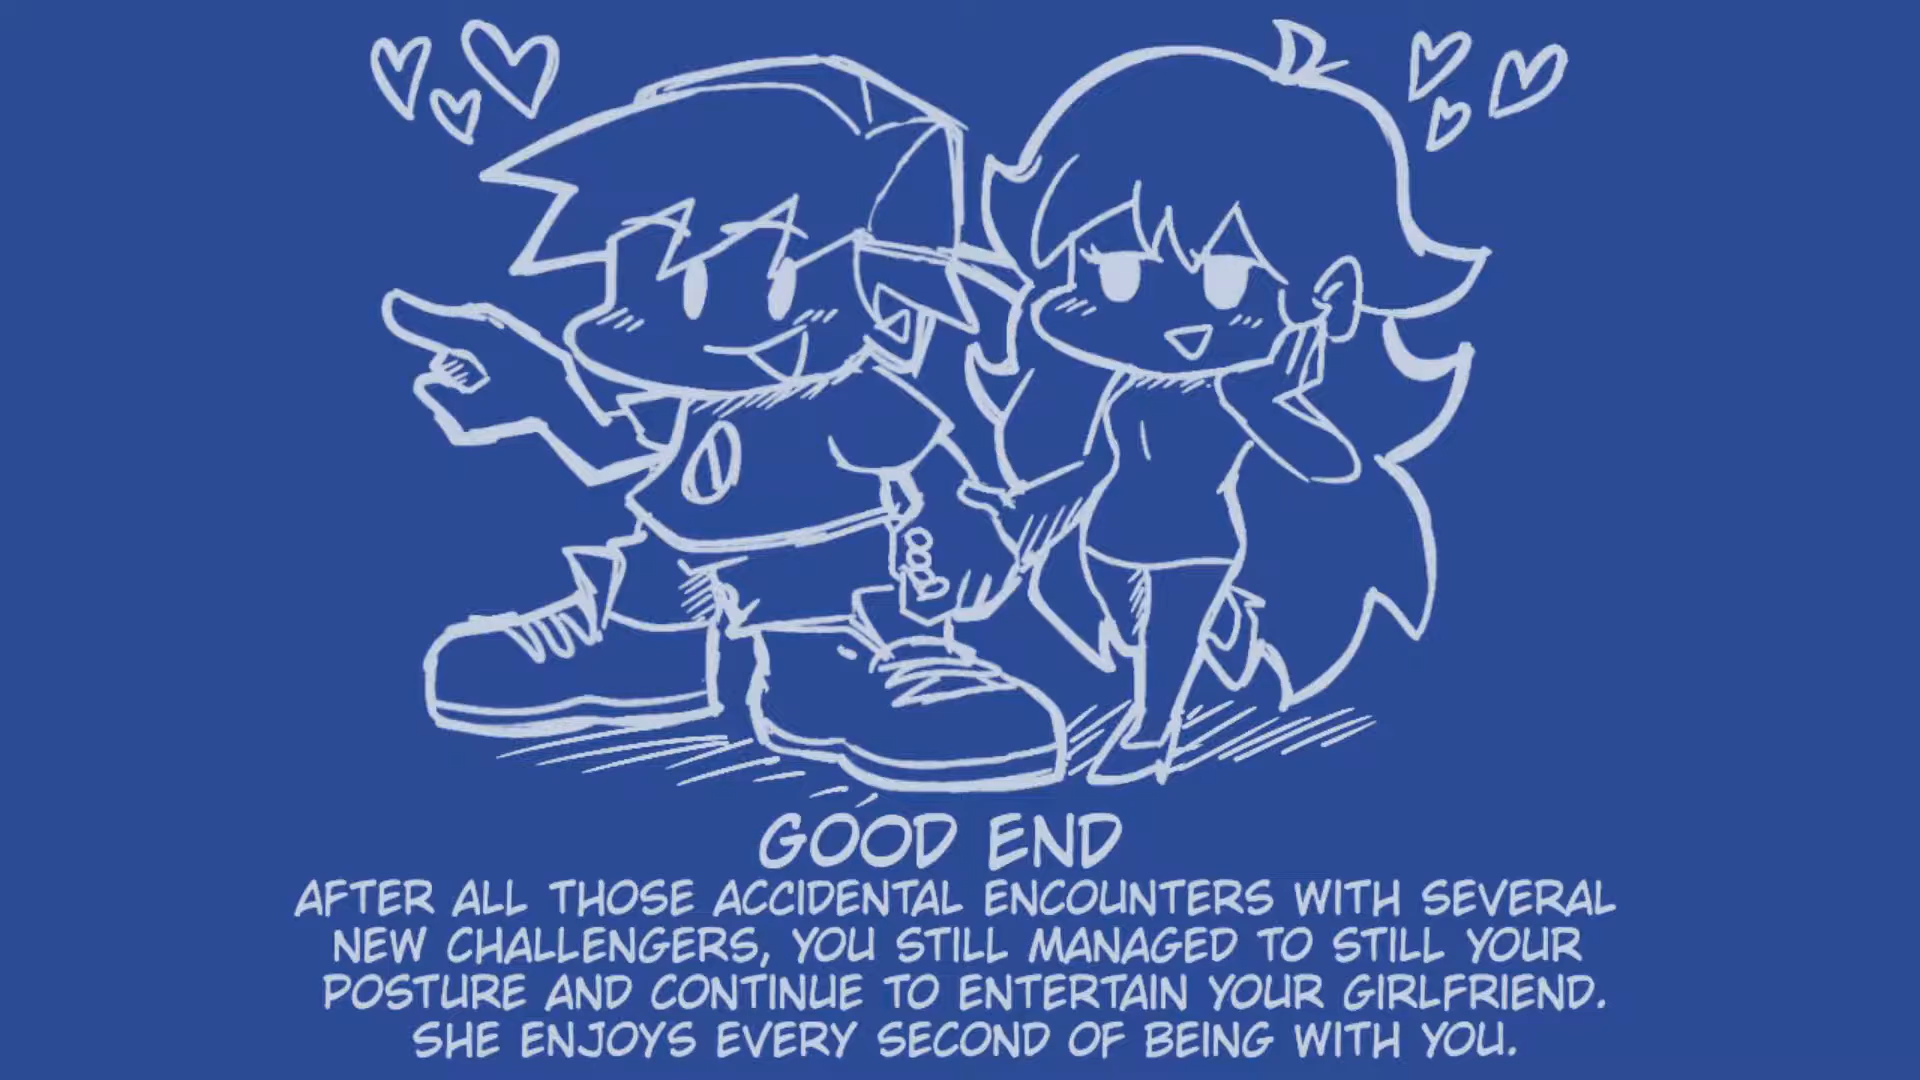 GOOD END
AFTER ALL THOSE ACCIDENTAL ENCOUNTERS WITH SEVERAL
NEW CHALLENGERS, YOU STILL MANAGED TO STILL YOUR
POSTURE AND CONTINUE TO ENTERTAIN YOUR GIRLFRIEND.
SHE ENJOYS EVERY SECOND OF BEING WITH YOU.